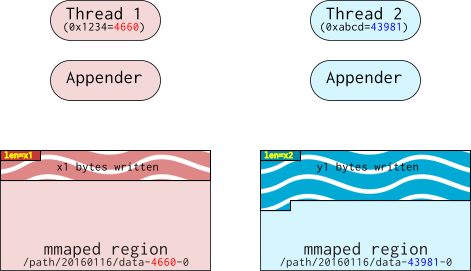 Thread 1
(0x1234=4660)
Thread 2
(0xabcd=43981)
Appender
Appender
len=x1
x1 bytes written
len=x2
y1 bytes written
mmaped region
/path/20160116/data-4660-0
mmaped region
/path/20160116/data-43981-0